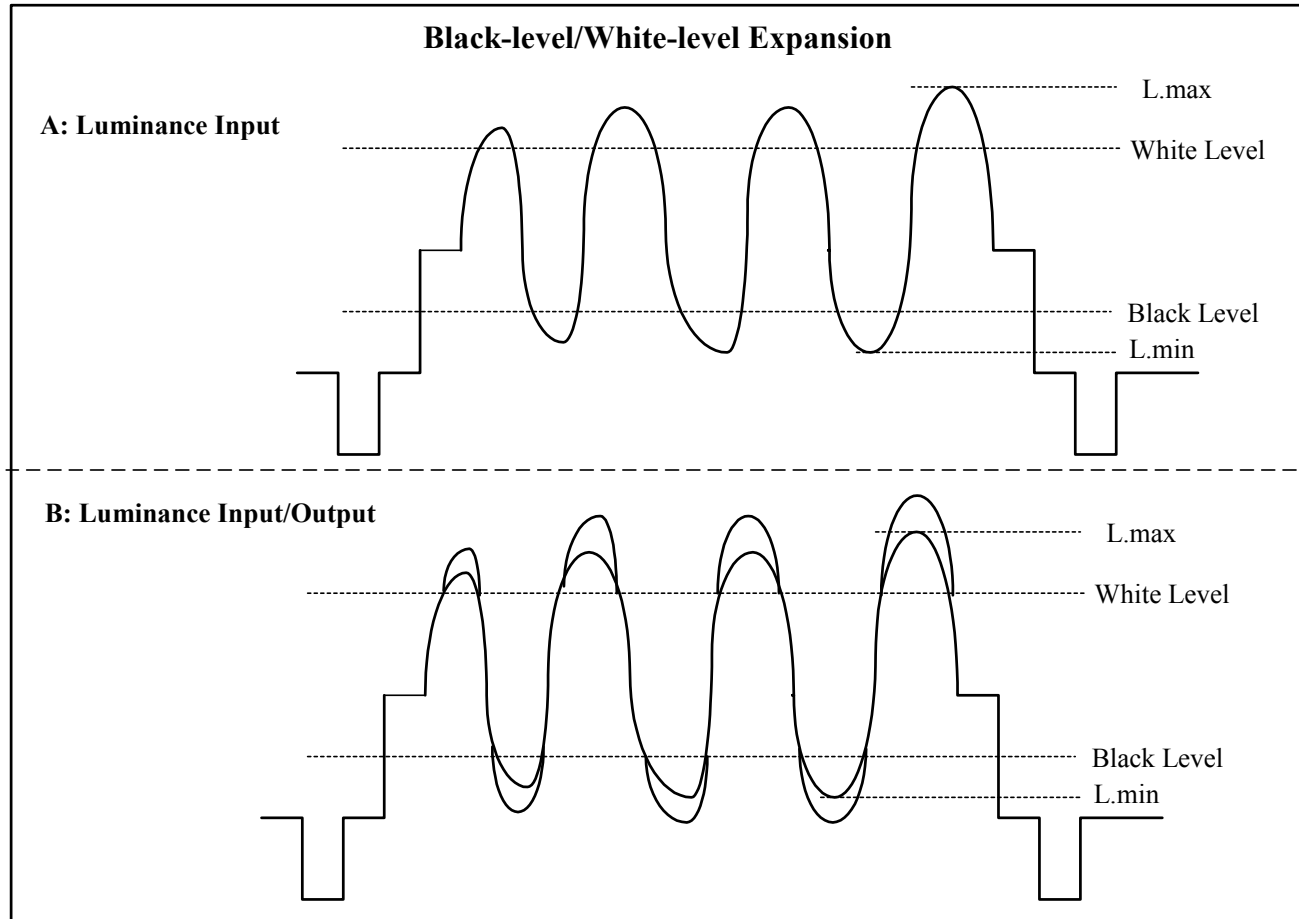 Black-level/White-level Expansion
L.max
A: Luminance Input
White Level
Black Level
L.min
B: Luminance Input/Output
L.max
White Level
Black Level
L.min